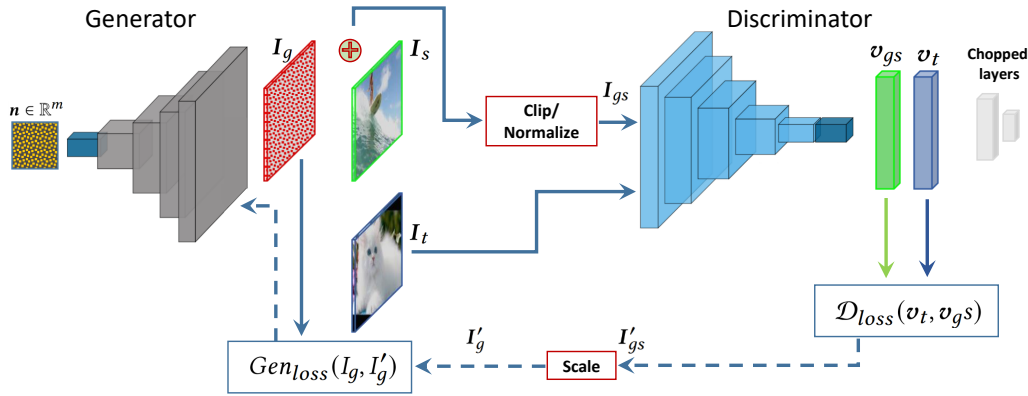 Generator
Discriminator
n ∈ ℝ^m
I_g
I_s
Clip/
Normalize
I_gs
v_gs
v_t
Chopped
layers
I_t
D_loss(v_t, v_gs)
Gen_loss(I_g, I′_g)
I′_g
Scale
I′_gs